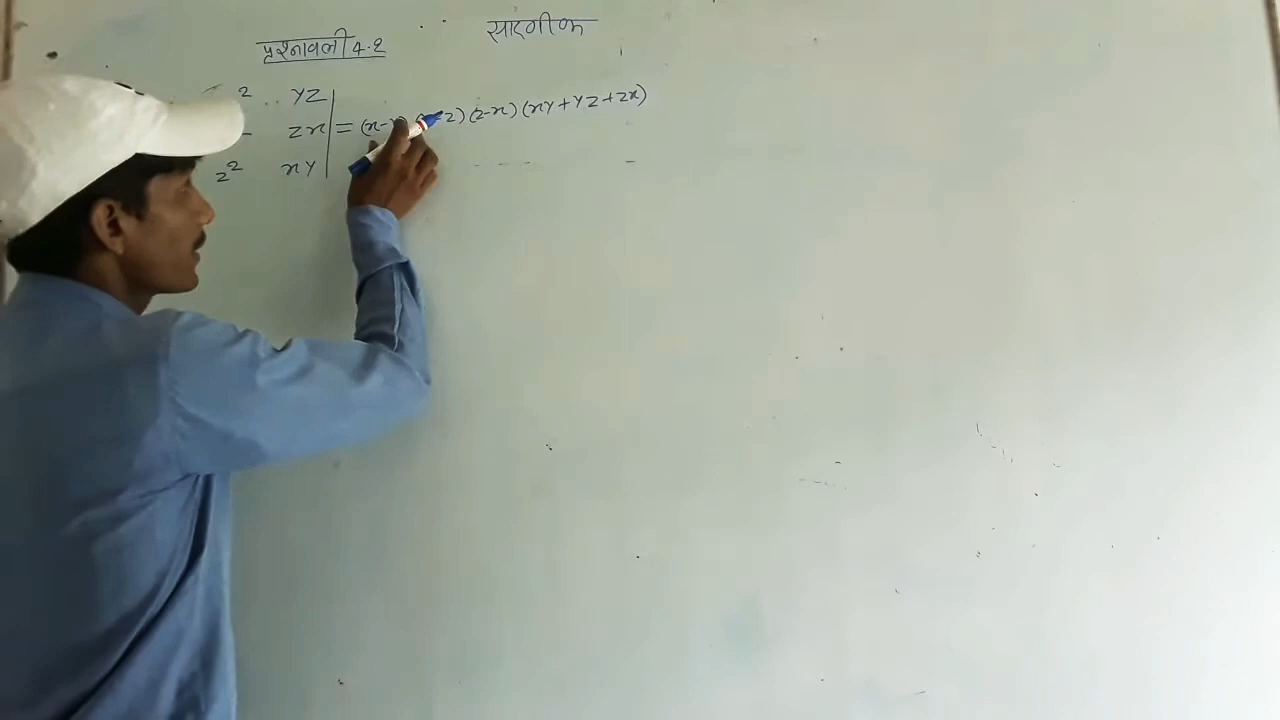 सारणीक
प्रश्नावली 4.2
² YZ
zx = (x-y) z) (z-x) (xy+yz+zx)
z² xy